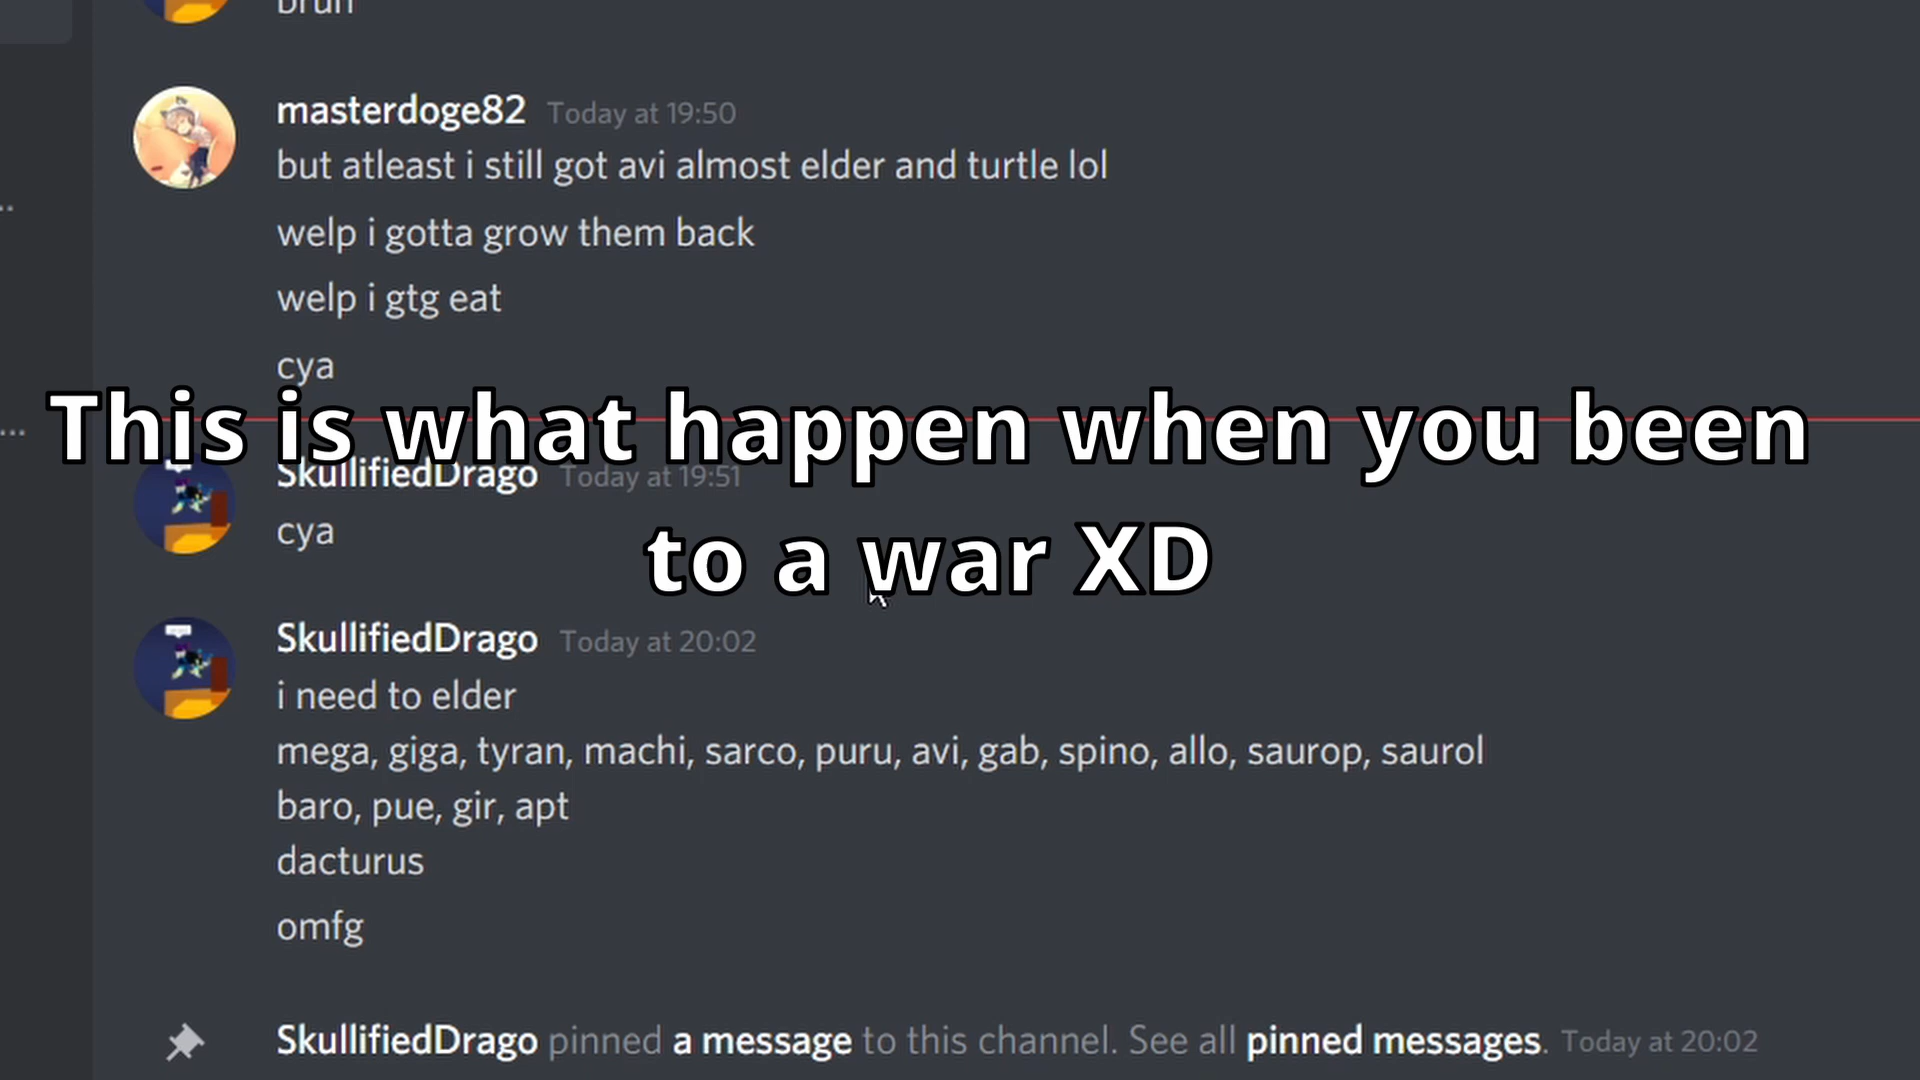 bruh
masterdoge82 Today at 19:50
but atleast i still got avi almost elder and turtle lol
welp i gotta grow them back
welp i gtg eat
cya
This is what happen when you been
to a war XD
SkullifiedDrago Today at 19:51
cya
SkullifiedDrago Today at 20:02
i need to elder
mega, giga, tyran, machi, sarco, puru, avi, gab, spino, allo, saurop, saurol
baro, pue, gir, apt
dacturus
omfg
SkullifiedDrago pinned a message to this channel. See all pinned messages. Today at 20:02